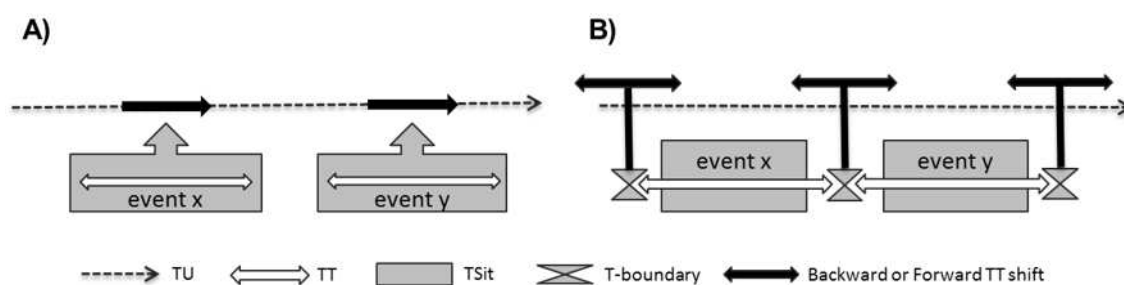 A)
B)
event x
event y
event x
event y
TU
TT
TSit
T-boundary
Backward or Forward TT shift